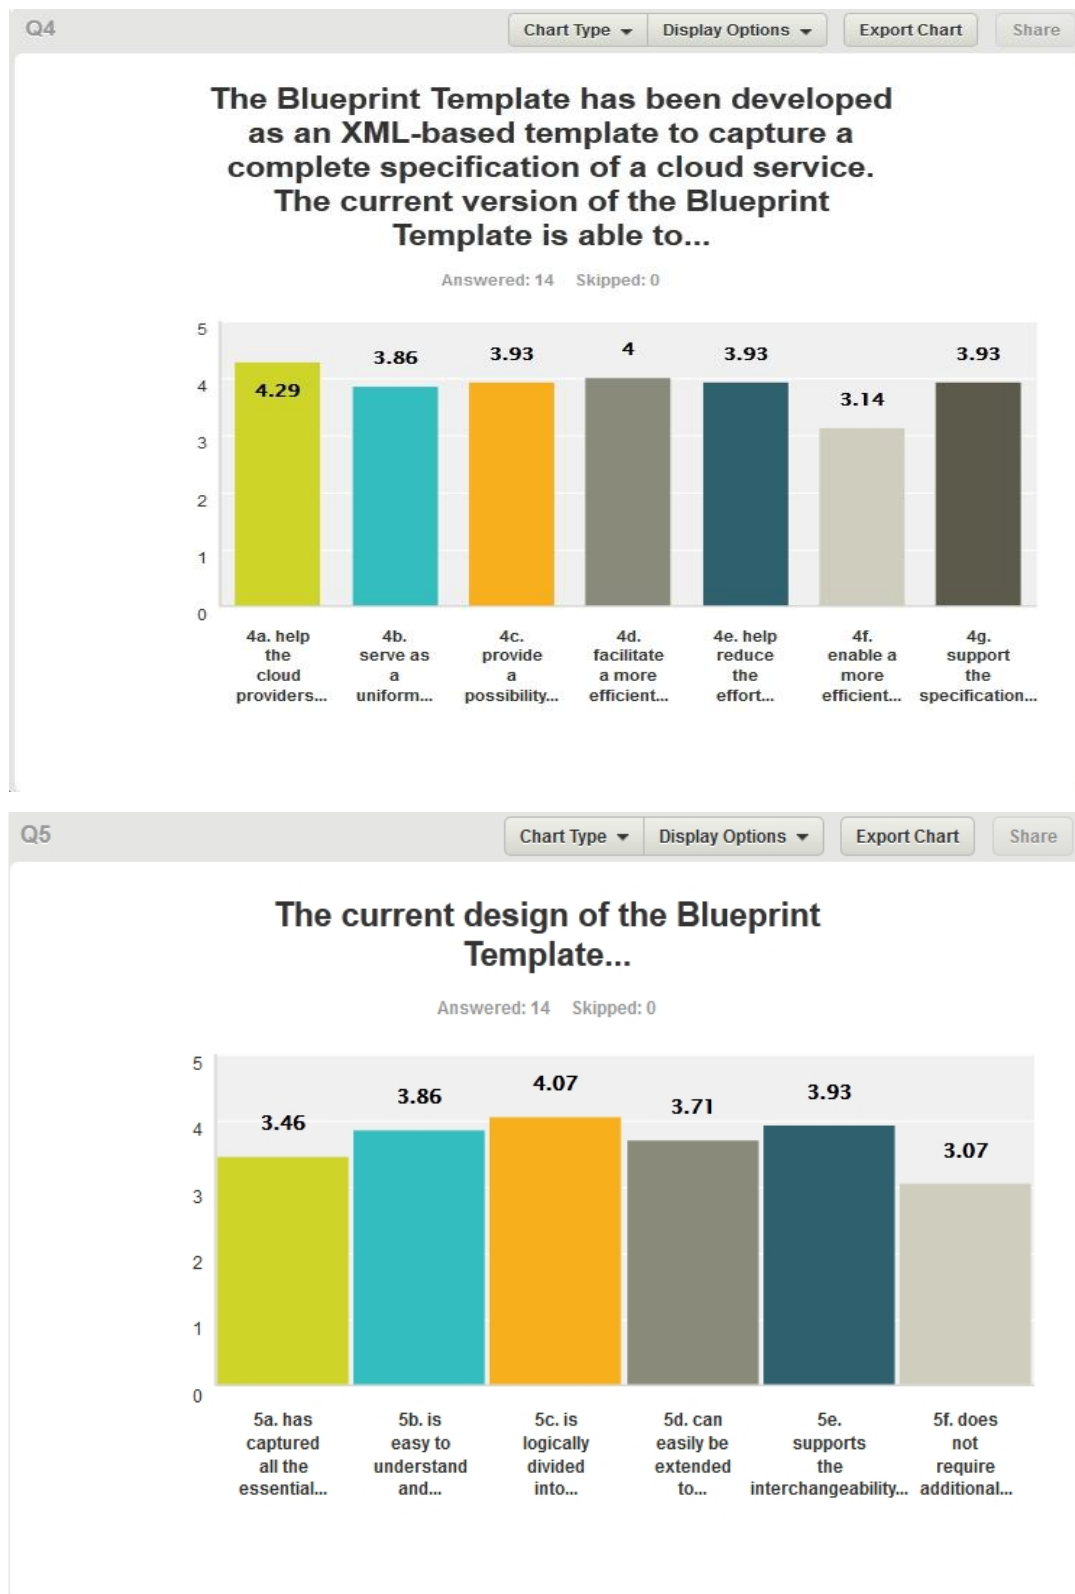 Q4
Chart Type Display Options Export Chart Share
The Blueprint Template has been developed
as an XML-based template to capture a
complete specification of a cloud service.
The current version of the Blueprint
Template is able to...
Answered: 14 Skipped: 0
5
4
3
2
1
0
4.29
3.86
3.93
4
3.93
3.14
3.93
4a. help
the
cloud
providers...
4b.
serve as
a
uniform...
4c.
provide
a
possibility...
4d.
facilitate
a more
efficient...
4e. help
reduce
the
effort...
4f.
enable a
more
efficient...
4g.
support
the
specification...
Q5
Chart Type Display Options Export Chart Share
The current design of the Blueprint
Template...
Answered: 14 Skipped: 0
5
4
3
2
1
0
3.46
3.86
4.07
3.71
3.93
3.07
5a. has
captured
all the
essential...
5b. is
easy to
understand
and...
5c. is
logically
divided
into...
5d. can
easily be
extended
to...
5e.
supports
the
interchangeability...
5f. does
not
require
additional...